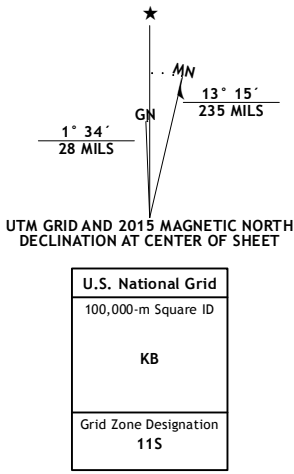 ★
MN
GN
13° 15´
235 MILS
1° 34´
28 MILS
UTM GRID AND 2015 MAGNETIC NORTH
DECLINATION AT CENTER OF SHEET
U.S. National Grid
100,000-m Square ID
KB
Grid Zone Designation
11S